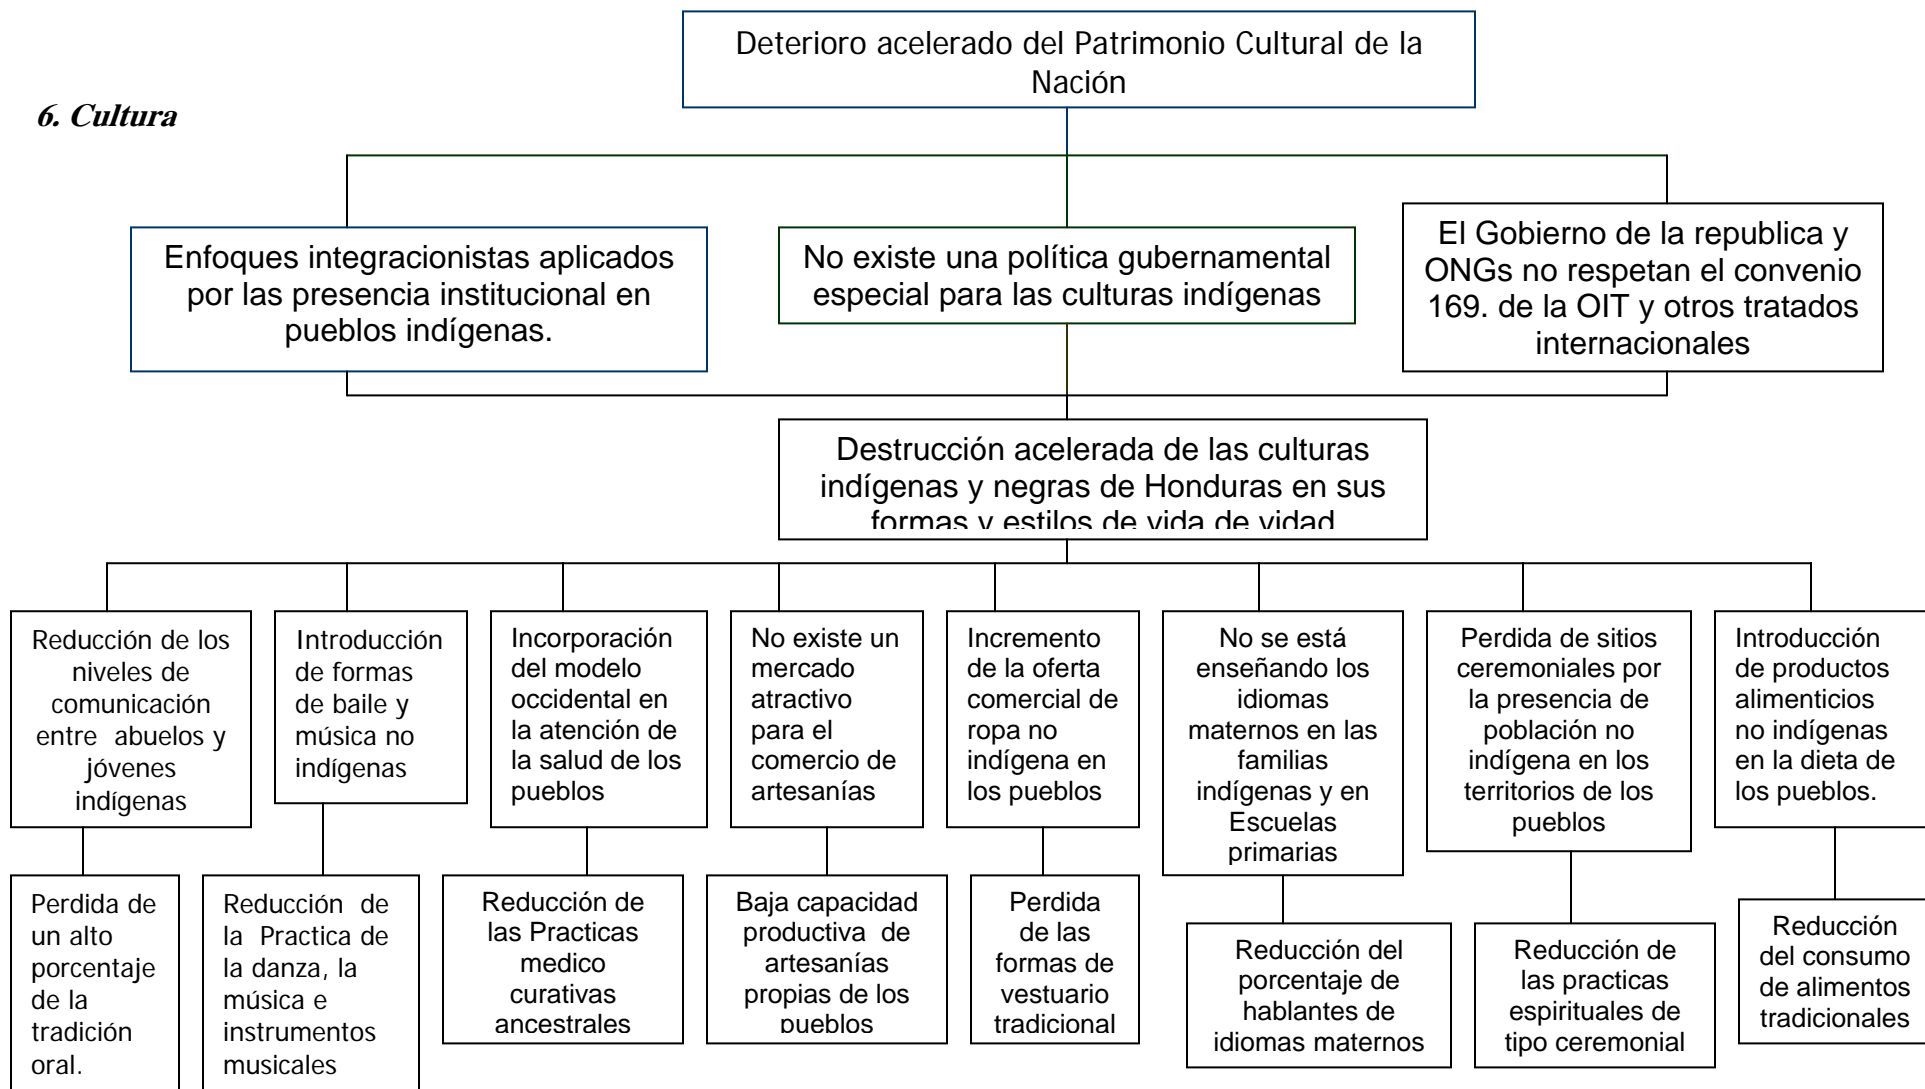 Deterioro acelerado del Patrimonio Cultural de la
Nación
6. Cultura
Enfoques integracionistas aplicados
por las presencia institucional en
pueblos indígenas.
No existe una política gubernamental
especial para las culturas indígenas
El Gobierno de la republica y
ONGs no respetan el convenio
169. de la OIT y otros tratados
internacionales
Destrucción acelerada de las culturas
indígenas y negras de Honduras en sus
formas y estilos de vida de vidad
Reducción de los
niveles de
comunicación
entre abuelos y
jóvenes
indígenas
Introducción
de formas
de baile y
música no
indígenas
Incorporación
del modelo
occidental en
la atención de
la salud de los
pueblos
No existe un
mercado
atractivo
para el
comercio de
artesanías
Incremento
de la oferta
comercial de
ropa no
indígena en
los pueblos
No se está
enseñando los
idiomas
maternos en las
familias
indígenas y en
Escuelas
primarias
Perdida de sitios
ceremoniales por
la presencia de
población no
indígena en los
territorios de los
pueblos
Introducción
de productos
alimenticios
no indígenas
en la dieta de
los pueblos.
Perdida de
un alto
porcentaje
de la
tradición
oral.
Reducción de
la Practica de
la danza, la
música e
instrumentos
musicales
Reducción de
las Practicas
medico
curativas
ancestrales
Baja capacidad
productiva de
artesanías
propias de los
pueblos
Perdida
de las
formas de
vestuario
tradicional
Reducción del
porcentaje de
hablantes de
idiomas maternos
Reducción de
las practicas
espirituales de
tipo ceremonial
Reducción
del consumo
de alimentos
tradicionales